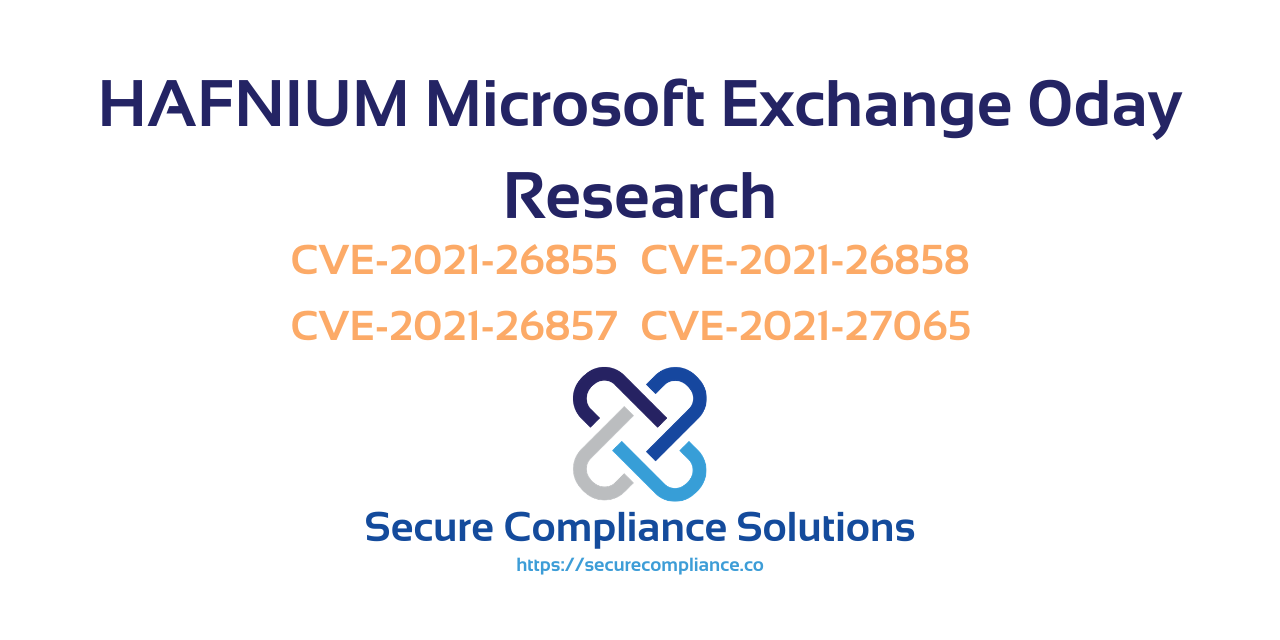 HAFNIUM Microsoft Exchange 0day
Research
CVE-2021-26855 CVE-2021-26858
CVE-2021-26857 CVE-2021-27065
Secure Compliance Solutions
https://securecompliance.co